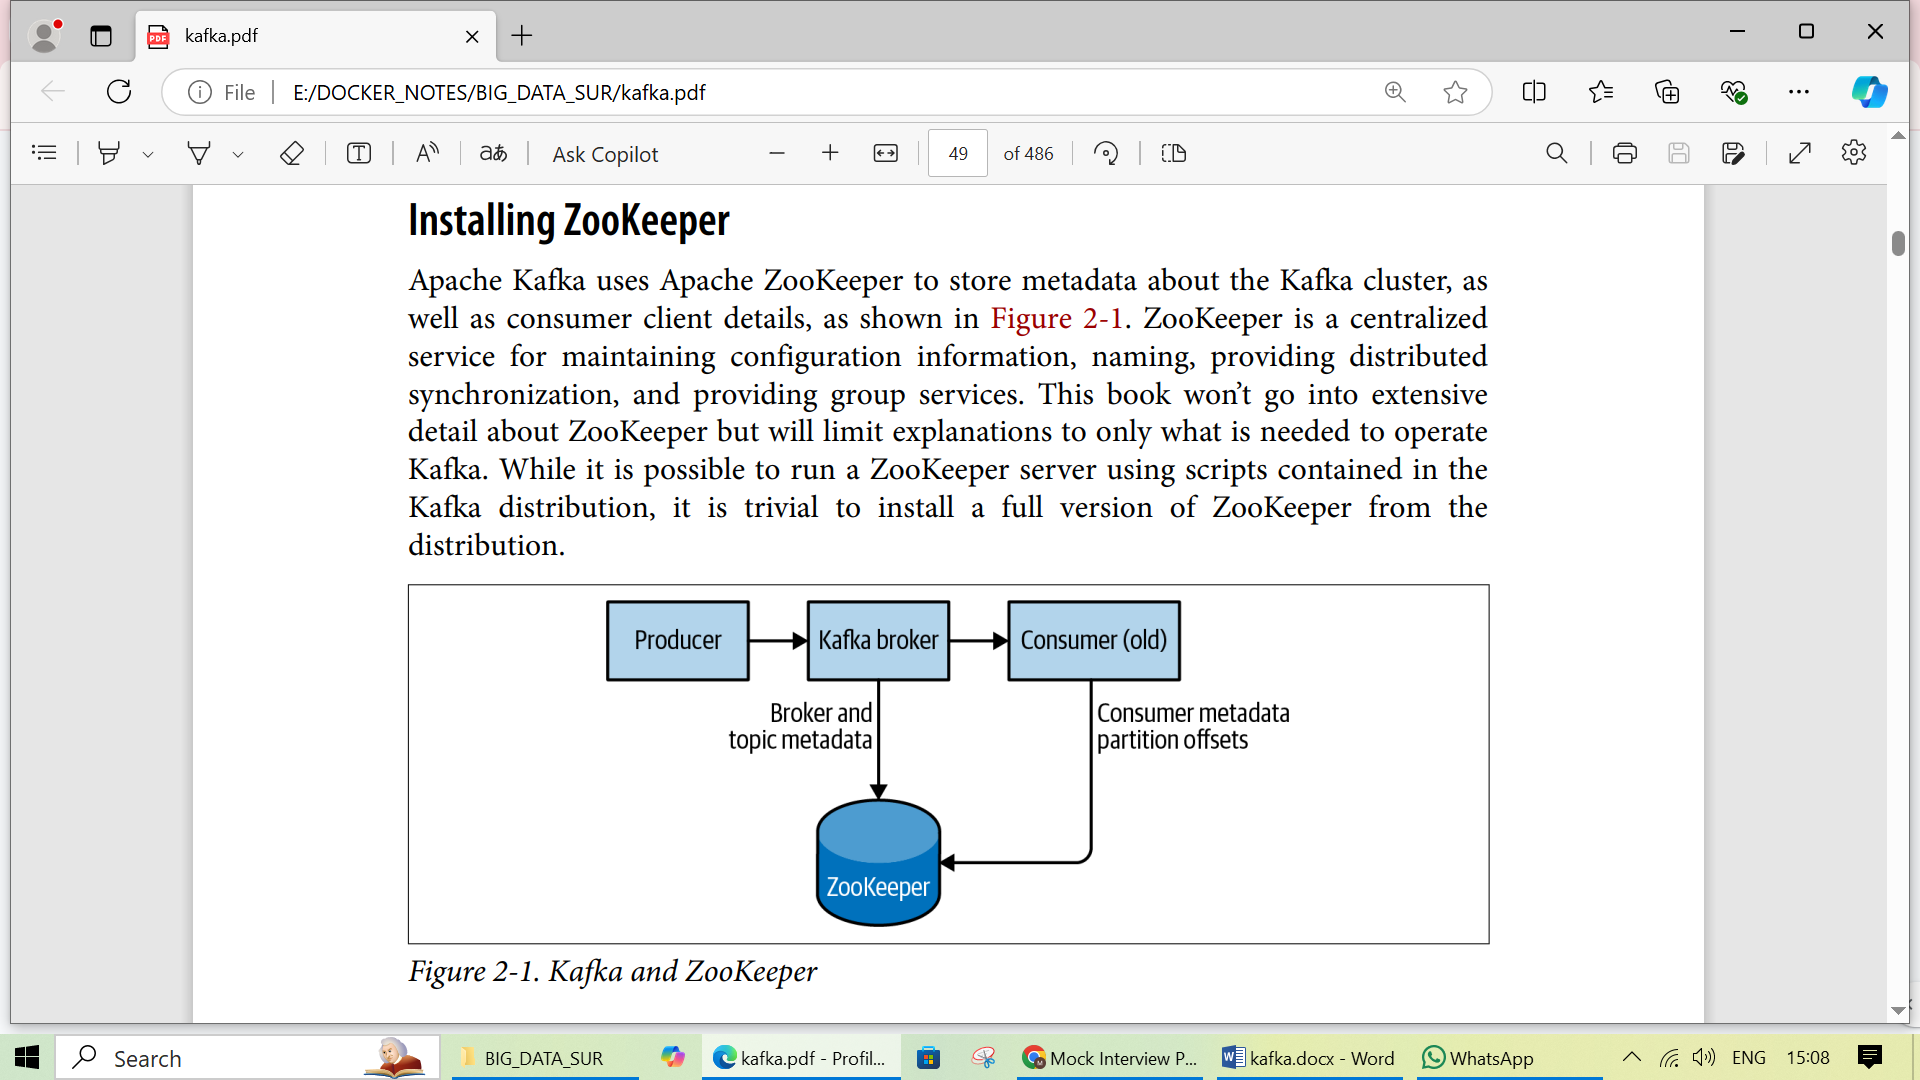 kafka.pdf
File
E:/DOCKER_NOTES/BIG_DATA_SUR/kafka.pdf
Ask Copilot
49
of 486
Installing ZooKeeper
Apache Kafka uses Apache ZooKeeper to store metadata about the Kafka cluster, as
well as consumer client details, as shown in Figure 2-1. ZooKeeper is a centralized
service for maintaining configuration information, naming, providing distributed
synchronization, and providing group services. This book won’t go into extensive
detail about ZooKeeper but will limit explanations to only what is needed to operate
Kafka. While it is possible to run a ZooKeeper server using scripts contained in the
Kafka distribution, it is trivial to install a full version of ZooKeeper from the
distribution.
Producer
Kafka broker
Consumer (old)
Broker and
topic metadata
Consumer metadata
partition offsets
ZooKeeper
Figure 2-1. Kafka and ZooKeeper
Search
BIG_DATA_SUR
kafka.pdf - Profil...
Mock Interview P...
kafka.docx - Word
WhatsApp
ENG
15:08